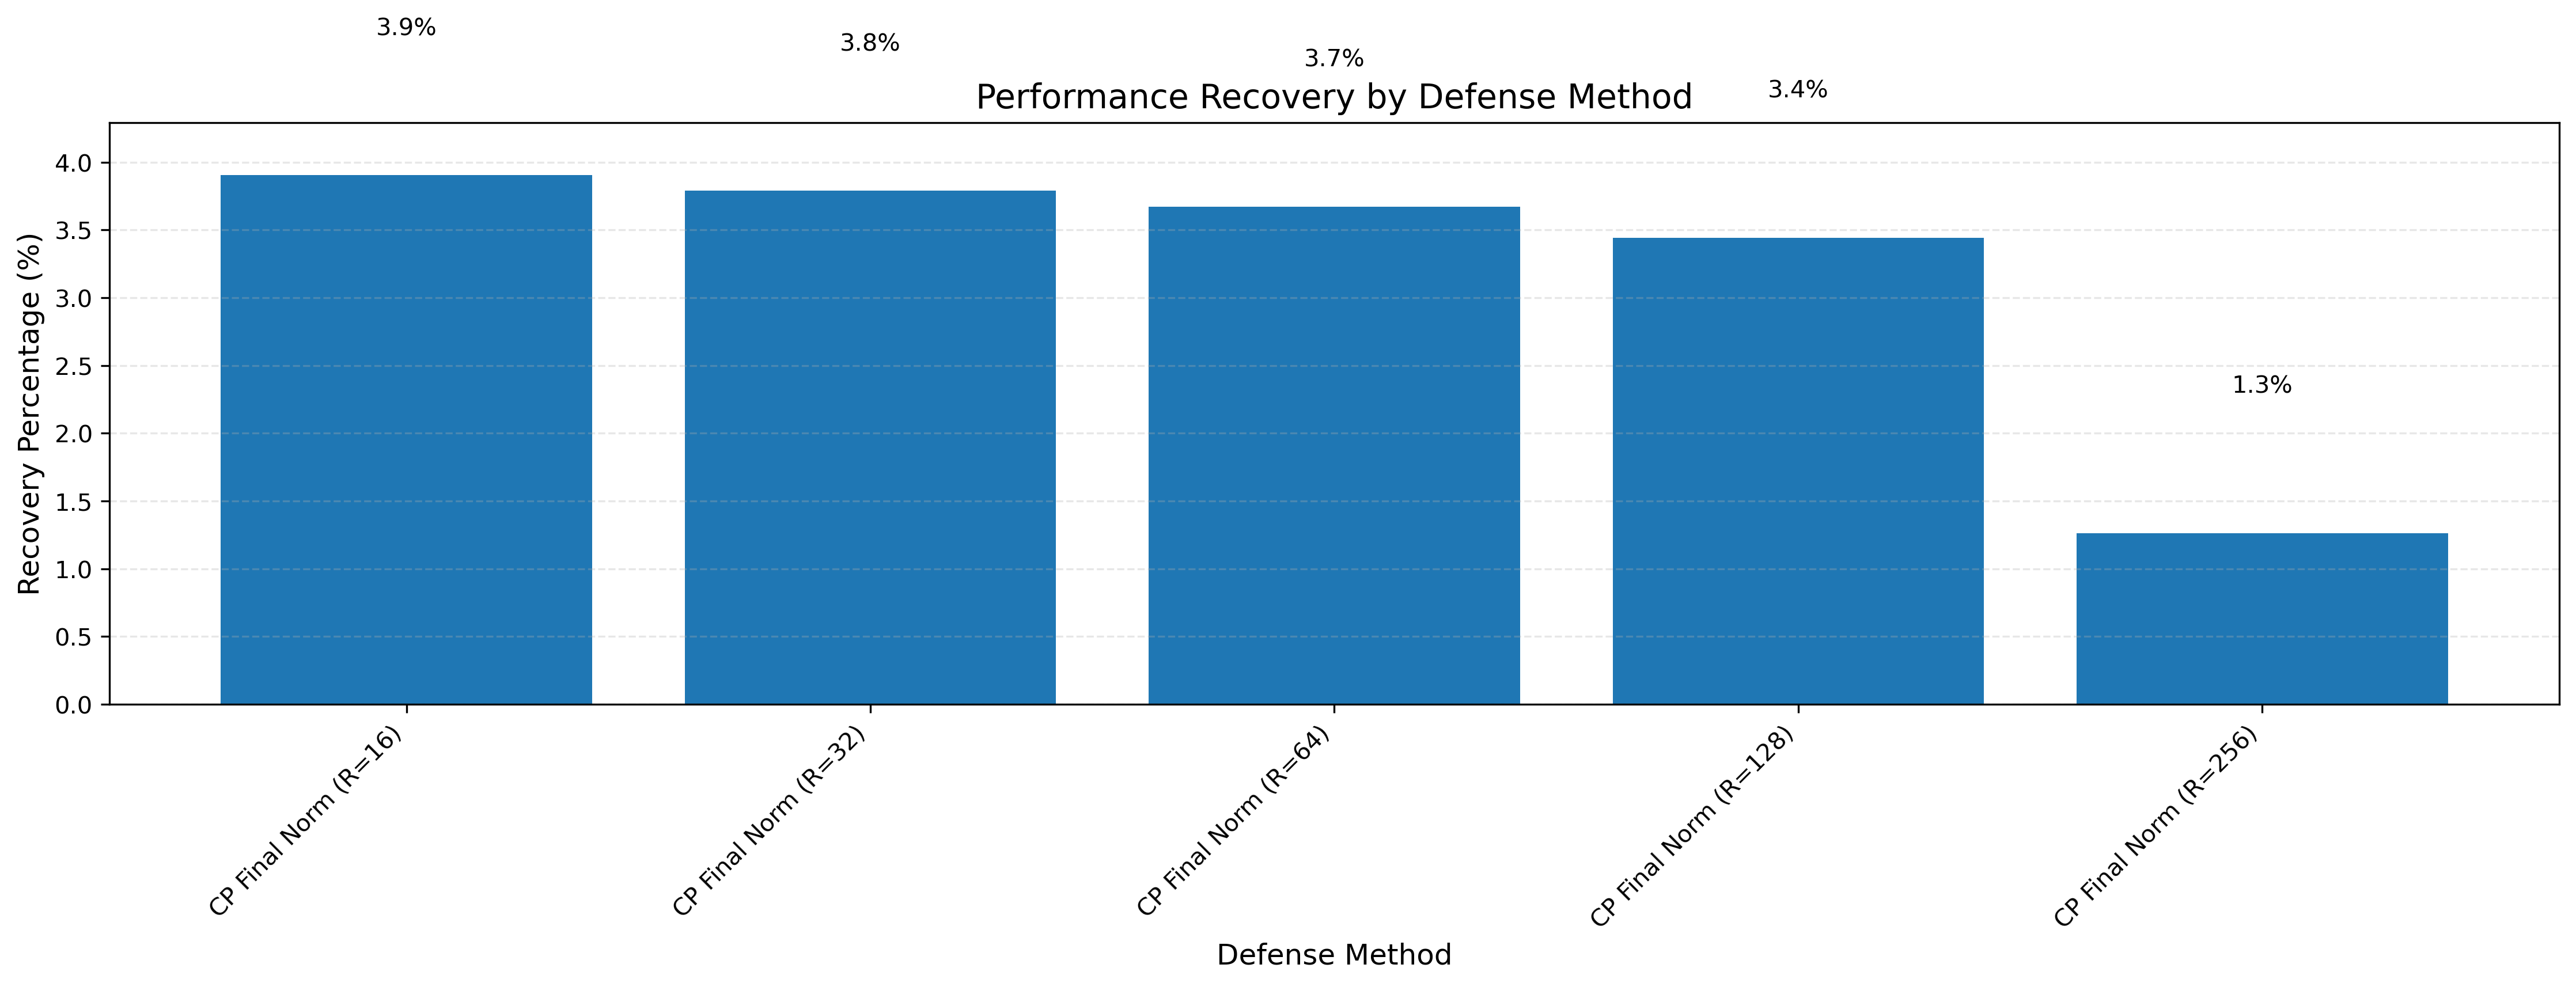 3.9%
3.8%
3.7%
3.4%
Performance Recovery by Defense Method
Recovery Percentage (%)
4.0
3.5
3.0
2.5
2.0
1.5
1.0
0.5
0.0
1.3%
CP Final Norm (R=16)
CP Final Norm (R=32)
CP Final Norm (R=64)
CP Final Norm (R=128)
CP Final Norm (R=256)
Defense Method